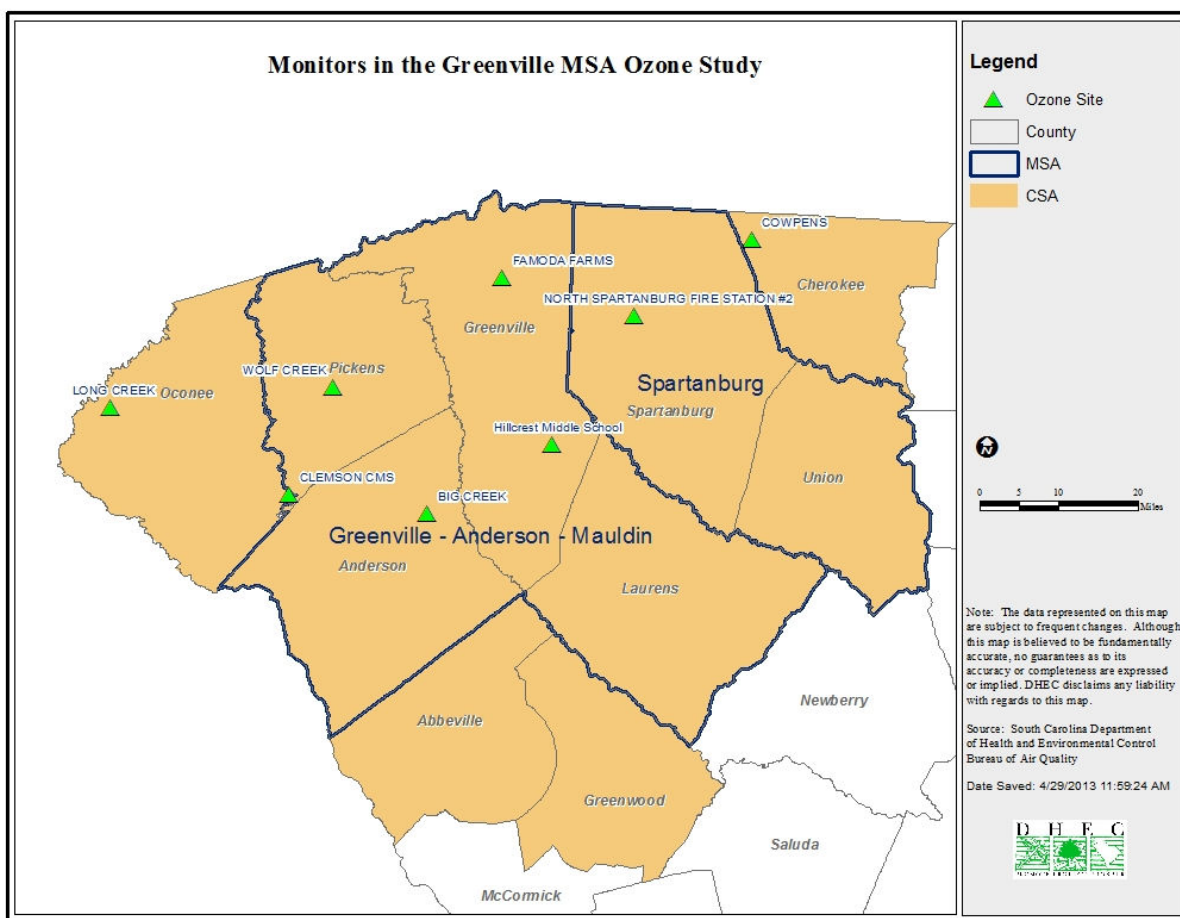 Monitors in the Greenville MSA Ozone Study
COWPENS
FAMODA FARMS
Cherokee
NORTH SPARTANBURG FIRE STATION #2
Greenville
WOLF CREEK
Pickens
LONG CREEK
Oconee
Spartanburg
Spartanburg
Hillcrest Middle School
CLEMSON CMS
Union
BIG CREEK
Greenville - Anderson - Mauldin
Anderson
Laurens
Newberry
Abbeville
Greenwood
Saluda
McCormick
Legend
Ozone Site
County
MSA
CSA
N
0 5 10 20
Miles
Note: The data represented on this map
are subject to frequent changes. Although
this map is believed to be fundamentally
accurate, no guarantees as to its
accuracy or completeness are expressed
or implied. DHEC disclaims any liability
with regards to this map.
Source: South Carolina Department
of Health and Environmental Control
Bureau of Air Quality
Date Saved: 4/29/2013 11:59:24 AM
D H E C